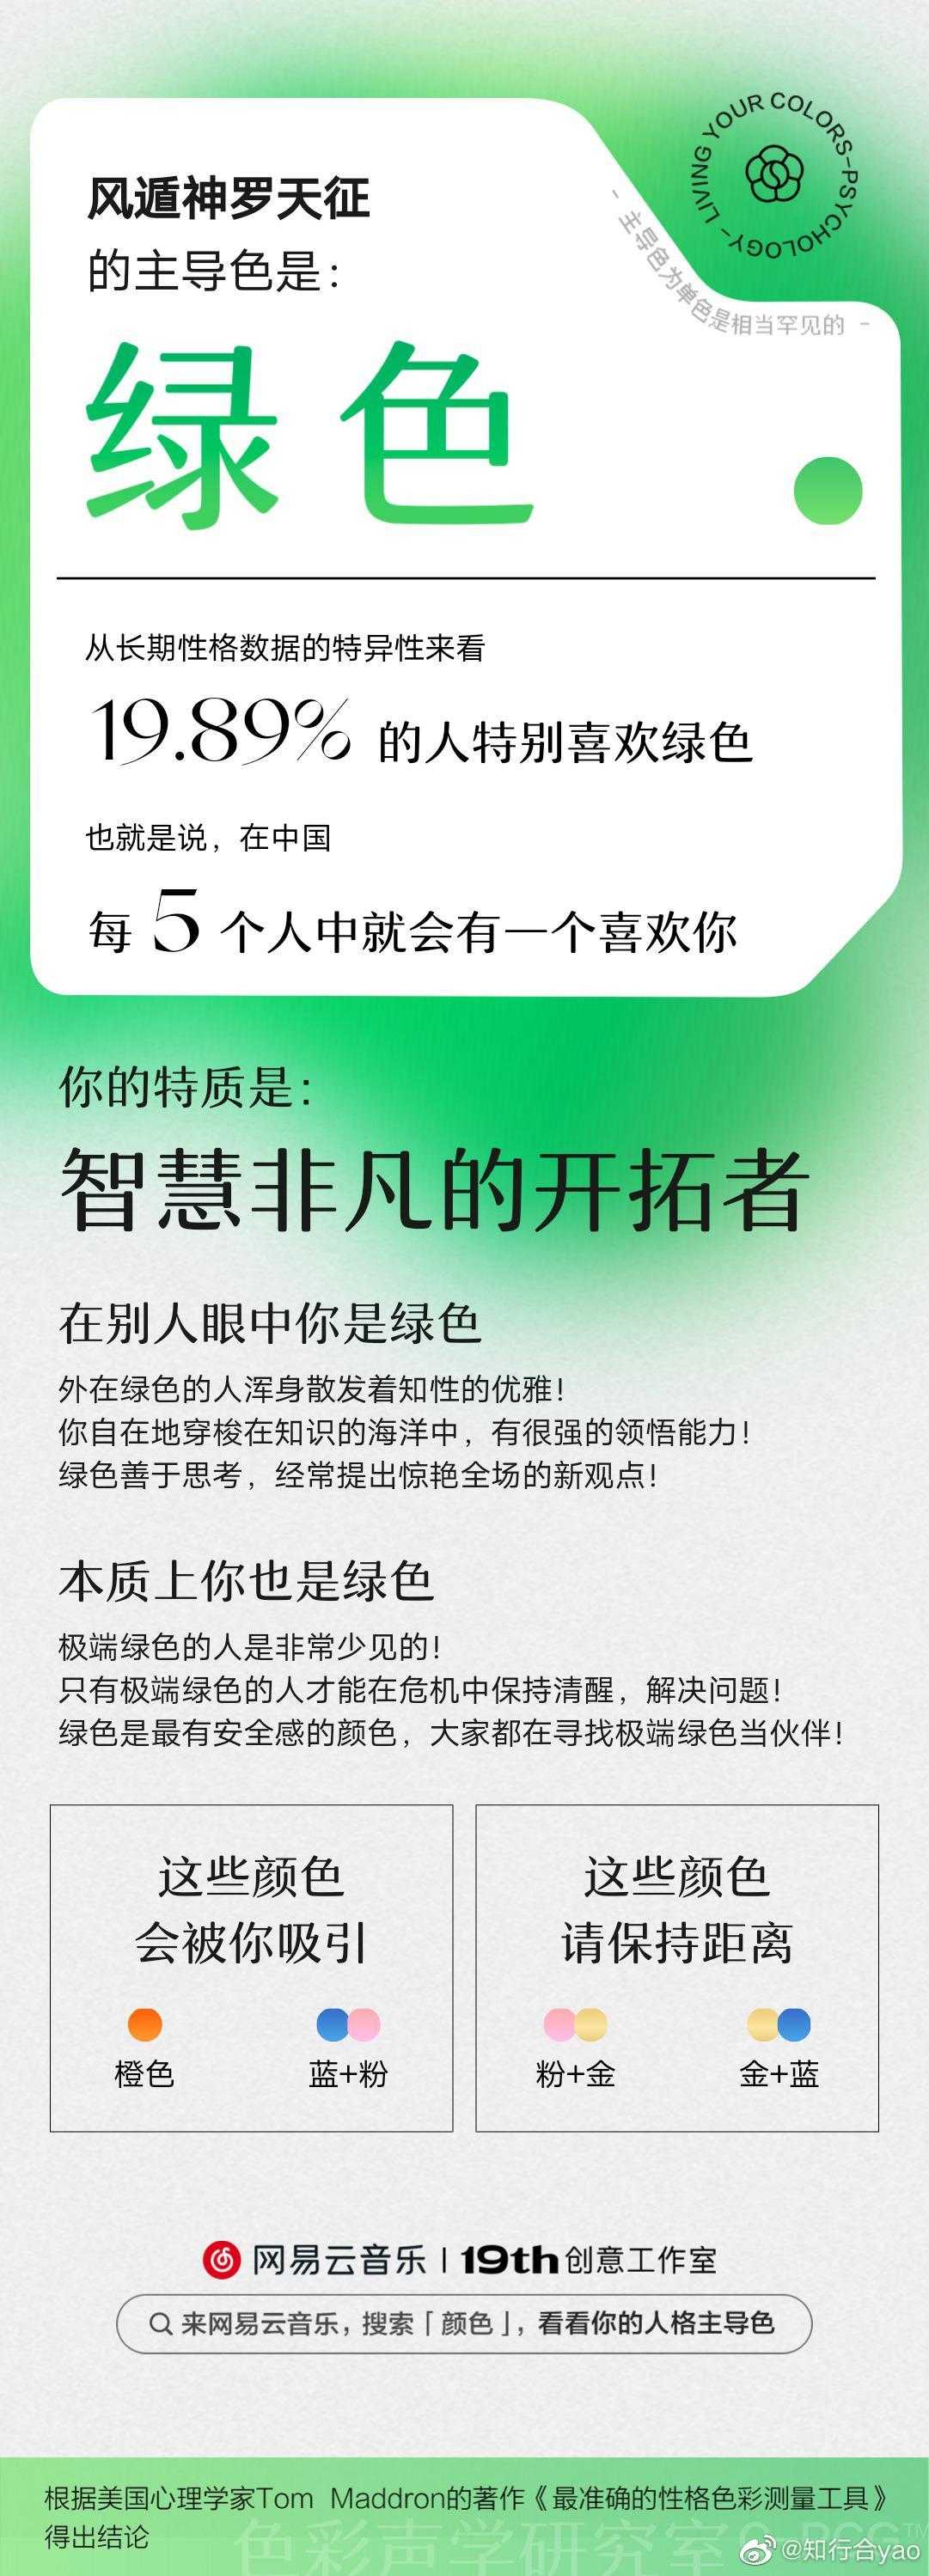 LIVING YOUR COLORS-PSYCHOLOGY-
风遁神罗天征
的主导色是：
- 主导色为单色是相当罕见的 -
绿色
从长期性格数据的特异性来看
19.89% 的人特别喜欢绿色
也就是说，在中国
每 5 个人中就会有一个喜欢你
你的特质是：
智慧非凡的开拓者
在别人眼中你是绿色
外在绿色的人浑身散发着知性的优雅！
你自在地穿梭在知识的海洋中，有很强的领悟能力！
绿色善于思考，经常提出惊艳全场的新观点！
本质上你也是绿色
极端绿色的人是非常少见的！
只有极端绿色的人才能在危机中保持清醒，解决问题！
绿色是最有安全感的颜色，大家都在寻找极端绿色当伙伴！
这些颜色
会被你吸引
橙色 蓝+粉
这些颜色
请保持距离
粉+金 金+蓝
网易云音乐 | 19th创意工作室
来网易云音乐，搜索「颜色」，看看你的人格主导色
根据美国心理学家Tom Maddron的著作《最准确的性格色彩测量工具》
得出结论
色彩声学研究室
@知行合yao